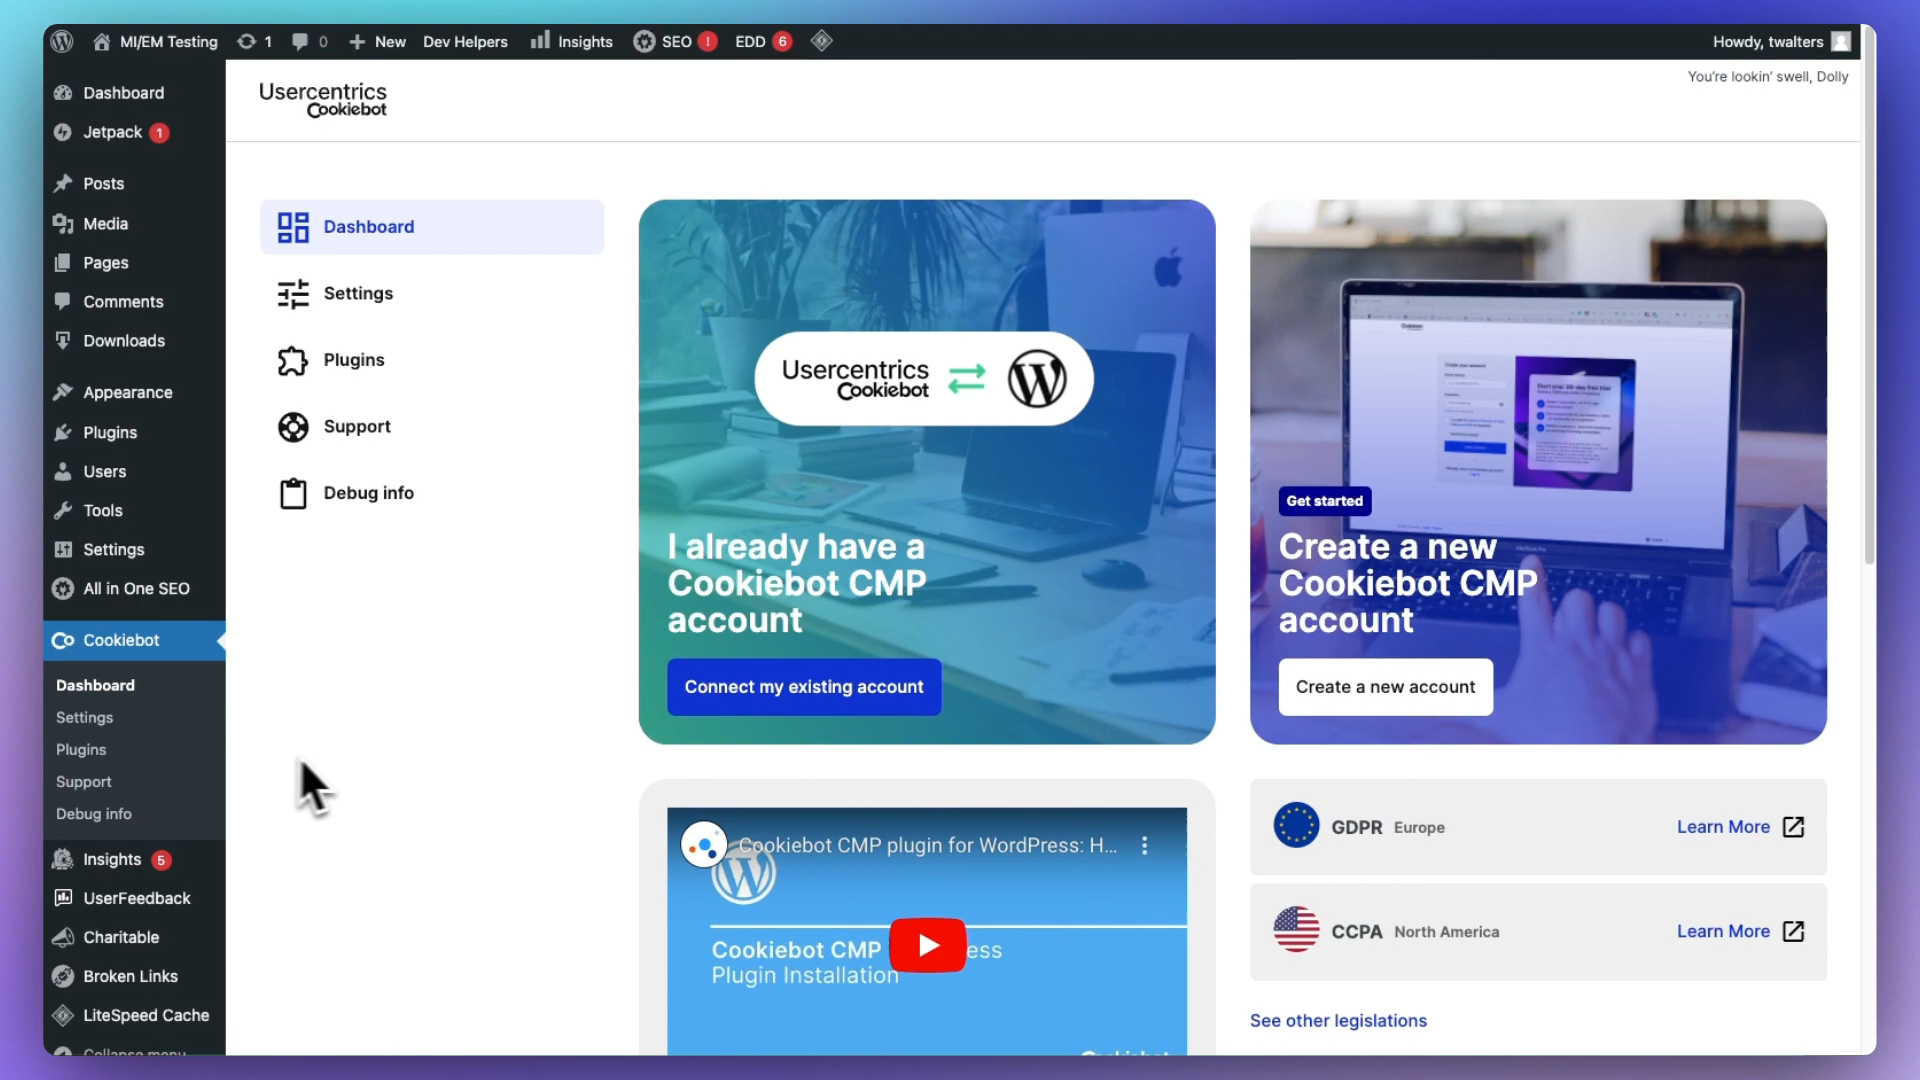 MI/EM Testing
1
0
New
Dev Helpers
Insights
SEO
!
EDD
6
Howdy, twalters
You're lookin' swell, Dolly
Dashboard
Jetpack
1
Posts
Media
Pages
Comments
Downloads
Appearance
Plugins
Users
Tools
Settings
All in One SEO
Cookiebot
Dashboard
Settings
Plugins
Support
Debug info
Insights
5
UserFeedback
Charitable
Broken Links
LiteSpeed Cache
Collapse menu
Usercentrics
Cookiebot
Dashboard
Settings
Plugins
Support
Debug info
Usercentrics
Cookiebot
I already have a
Cookiebot CMP
account
Connect my existing account
Get started
Create a new
Cookiebot CMP
account
Create a new account
Cookiebot CMP plugin for WordPress: H...
Cookiebot CMP
ess
Plugin Installation
GDPR Europe
Learn More
CCPA North America
Learn More
See other legislations